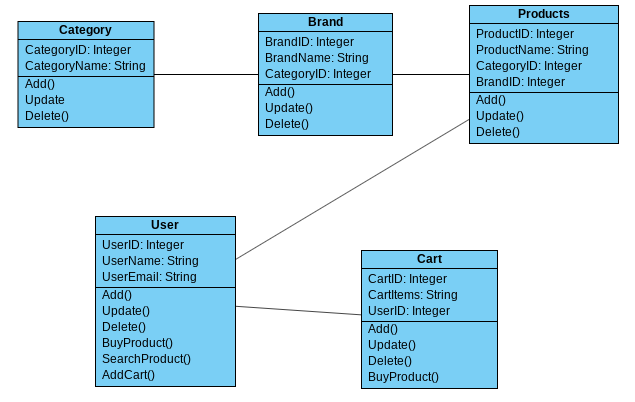 Category
CategoryID: Integer
CategoryName: String
Add()
Update
Delete()
Brand
BrandID: Integer
BrandName: String
CategoryID: Integer
Add()
Update()
Delete()
Products
ProductID: Integer
ProductName: String
CategoryID: Integer
BrandID: Integer
Add()
Update()
Delete()
User
UserID: Integer
UserName: String
UserEmail: String
Add()
Update()
Delete()
BuyProduct()
SearchProduct()
AddCart()
Cart
CartID: Integer
CartItems: String
UserID: Integer
Add()
Update()
Delete()
BuyProduct()